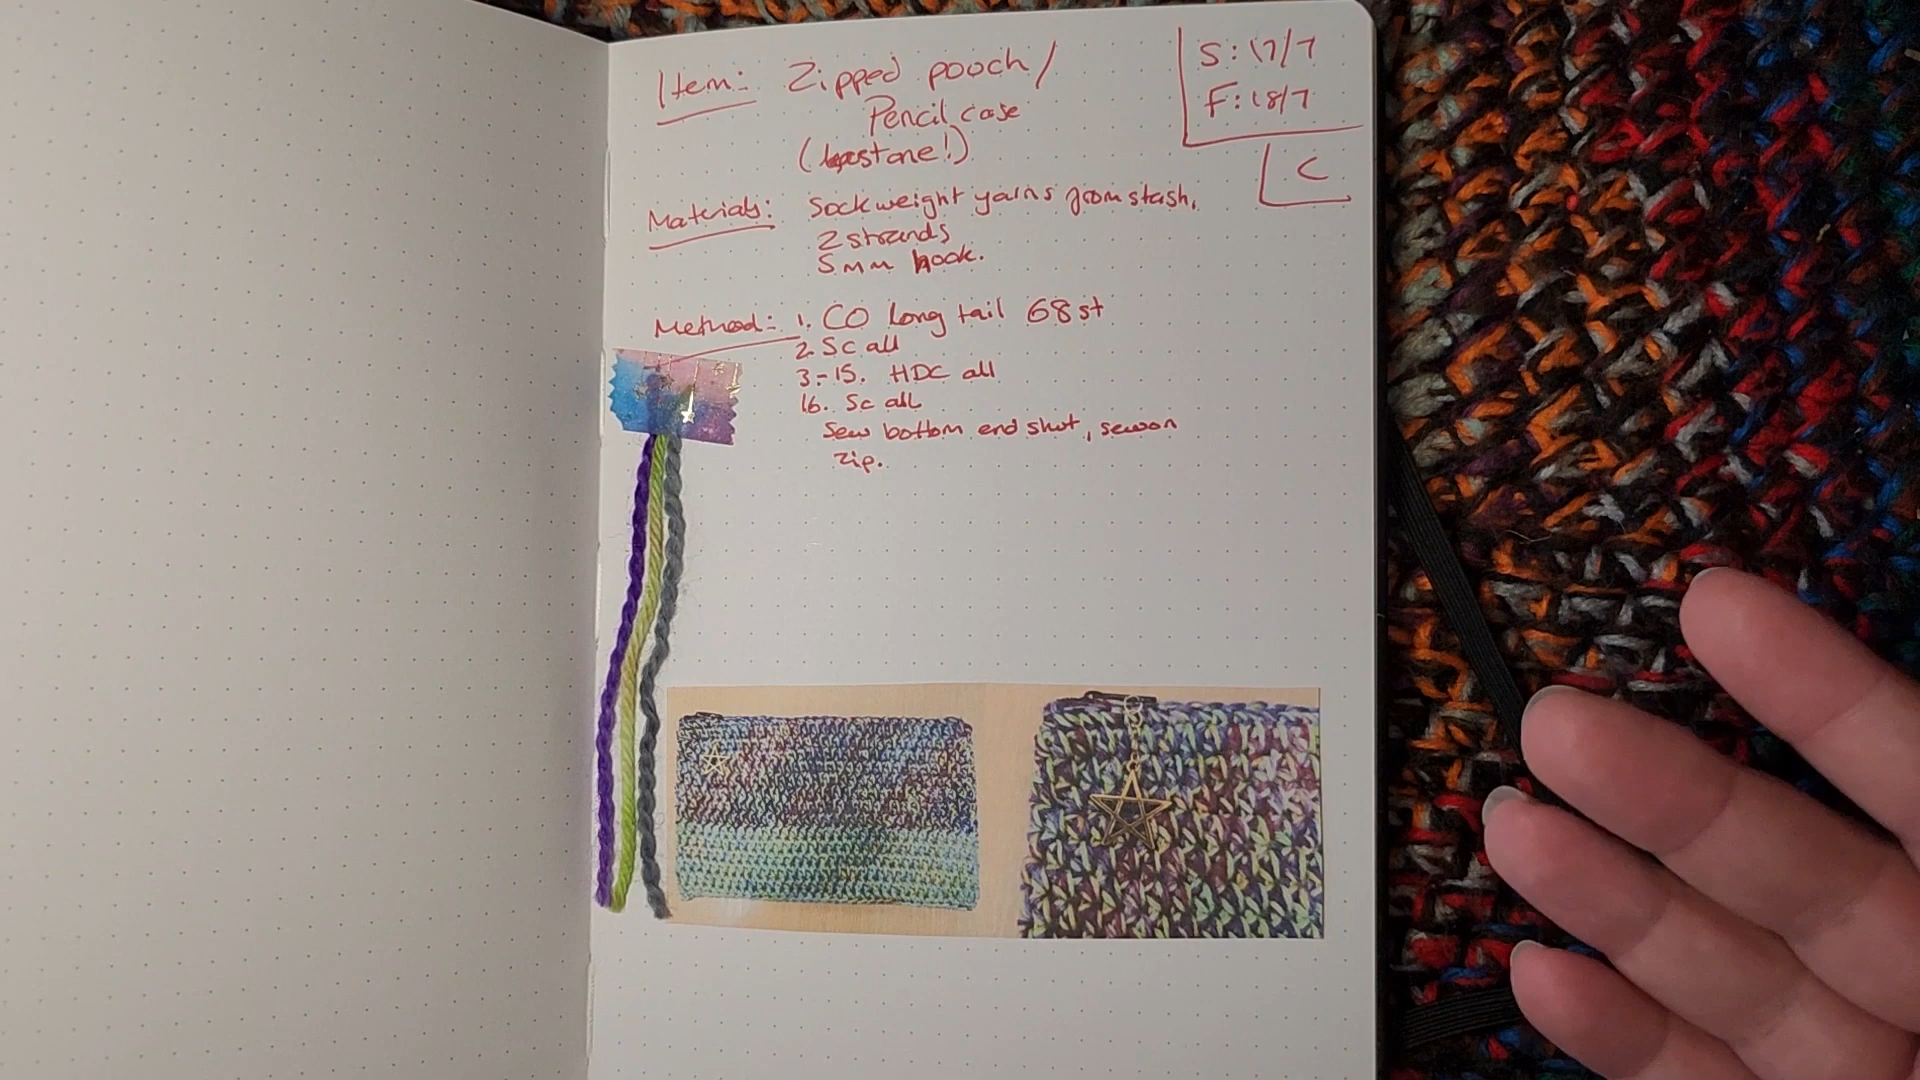 Item: Zipped pooch/
Pencil case
S: 17/7
F: 18/7
C
Materials: Sock weight yarns from stash,
2 strands
5mm hook.
Method: 1. CO long tail 68 st
2. Sc all
3.-15. HDC all
16. Sc all
Sew bottom end shut, sew on
zip.